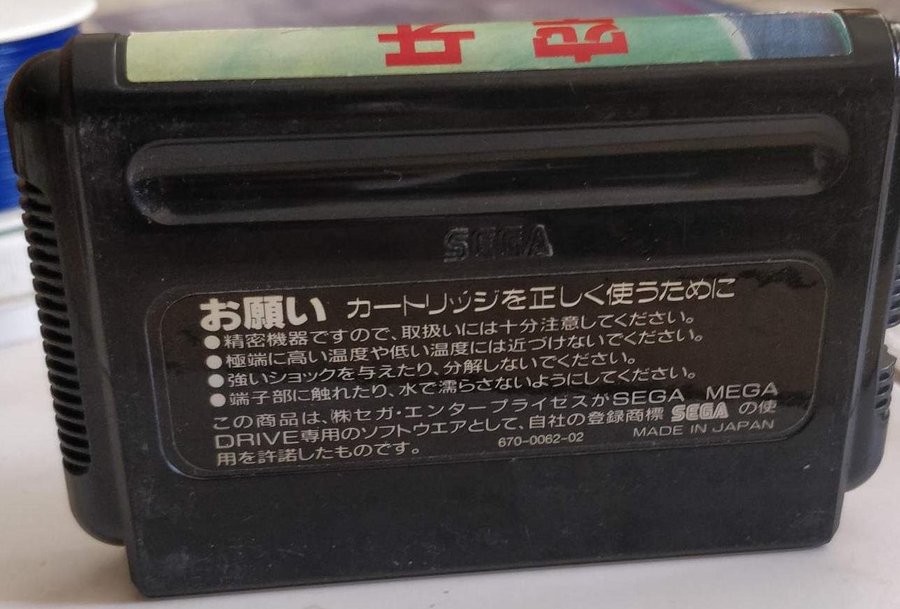 空牙
SEGA
お願い カートリッジを正しく使うために
●精密機器ですので、取扱いには十分注意してください。
●極端に高い温度や低い温度には近づけないでください。
●強いショックを与えたり、分解しないでください。
●端子部に触れたり、水で濡らさないようにしてください。
この商品は、㈱セガ・エンタープライゼスがSEGA MEGA
DRIVE専用のソフトウエアとして、自社の登録商標 SEGA の使
用を許諾したものです。 670-0062-02 MADE IN JAPAN